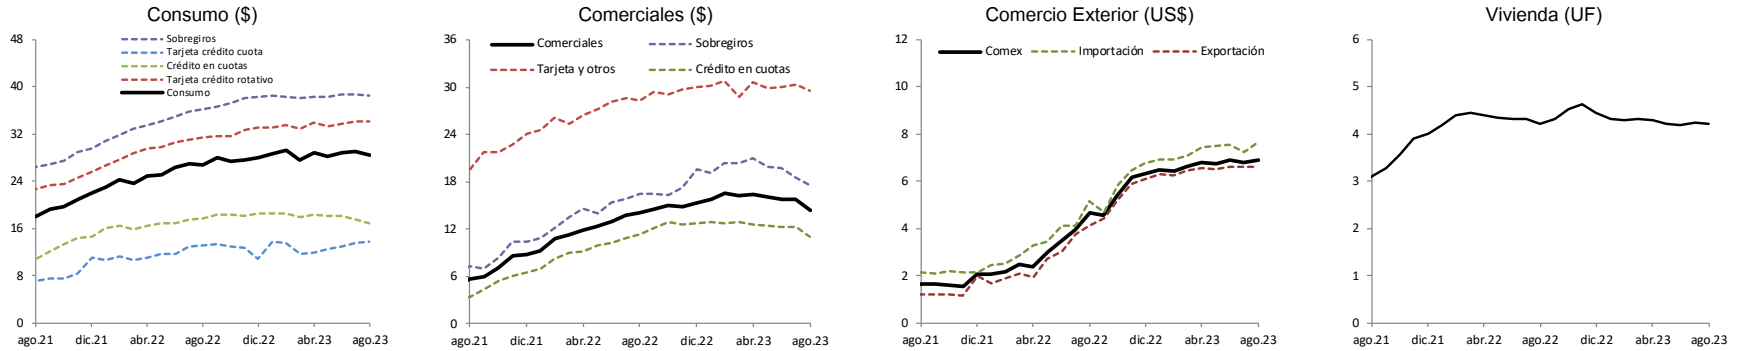 Consumo ($)
48
40
32
24
16
8
0
Sobregiros
Tarjeta crédito cuota
Crédito en cuotas
Tarjeta crédito rotativo
Consumo
ago.21 dic.21 abr.22 ago.22 dic.22 abr.23 ago.23
Comerciales ($)
36
30
24
18
12
6
0
Comerciales Sobregiros
Tarjeta y otros Crédito en cuotas
ago.21 dic.21 abr.22 ago.22 dic.22 abr.23 ago.23
Comercio Exterior (US$)
12
10
8
6
4
2
0
Comex Importación Exportación
ago.21 dic.21 abr.22 ago.22 dic.22 abr.23 ago.23
Vivienda (UF)
6
5
4
3
2
1
0
ago.21 dic.21 abr.22 ago.22 dic.22 abr.23 ago.23